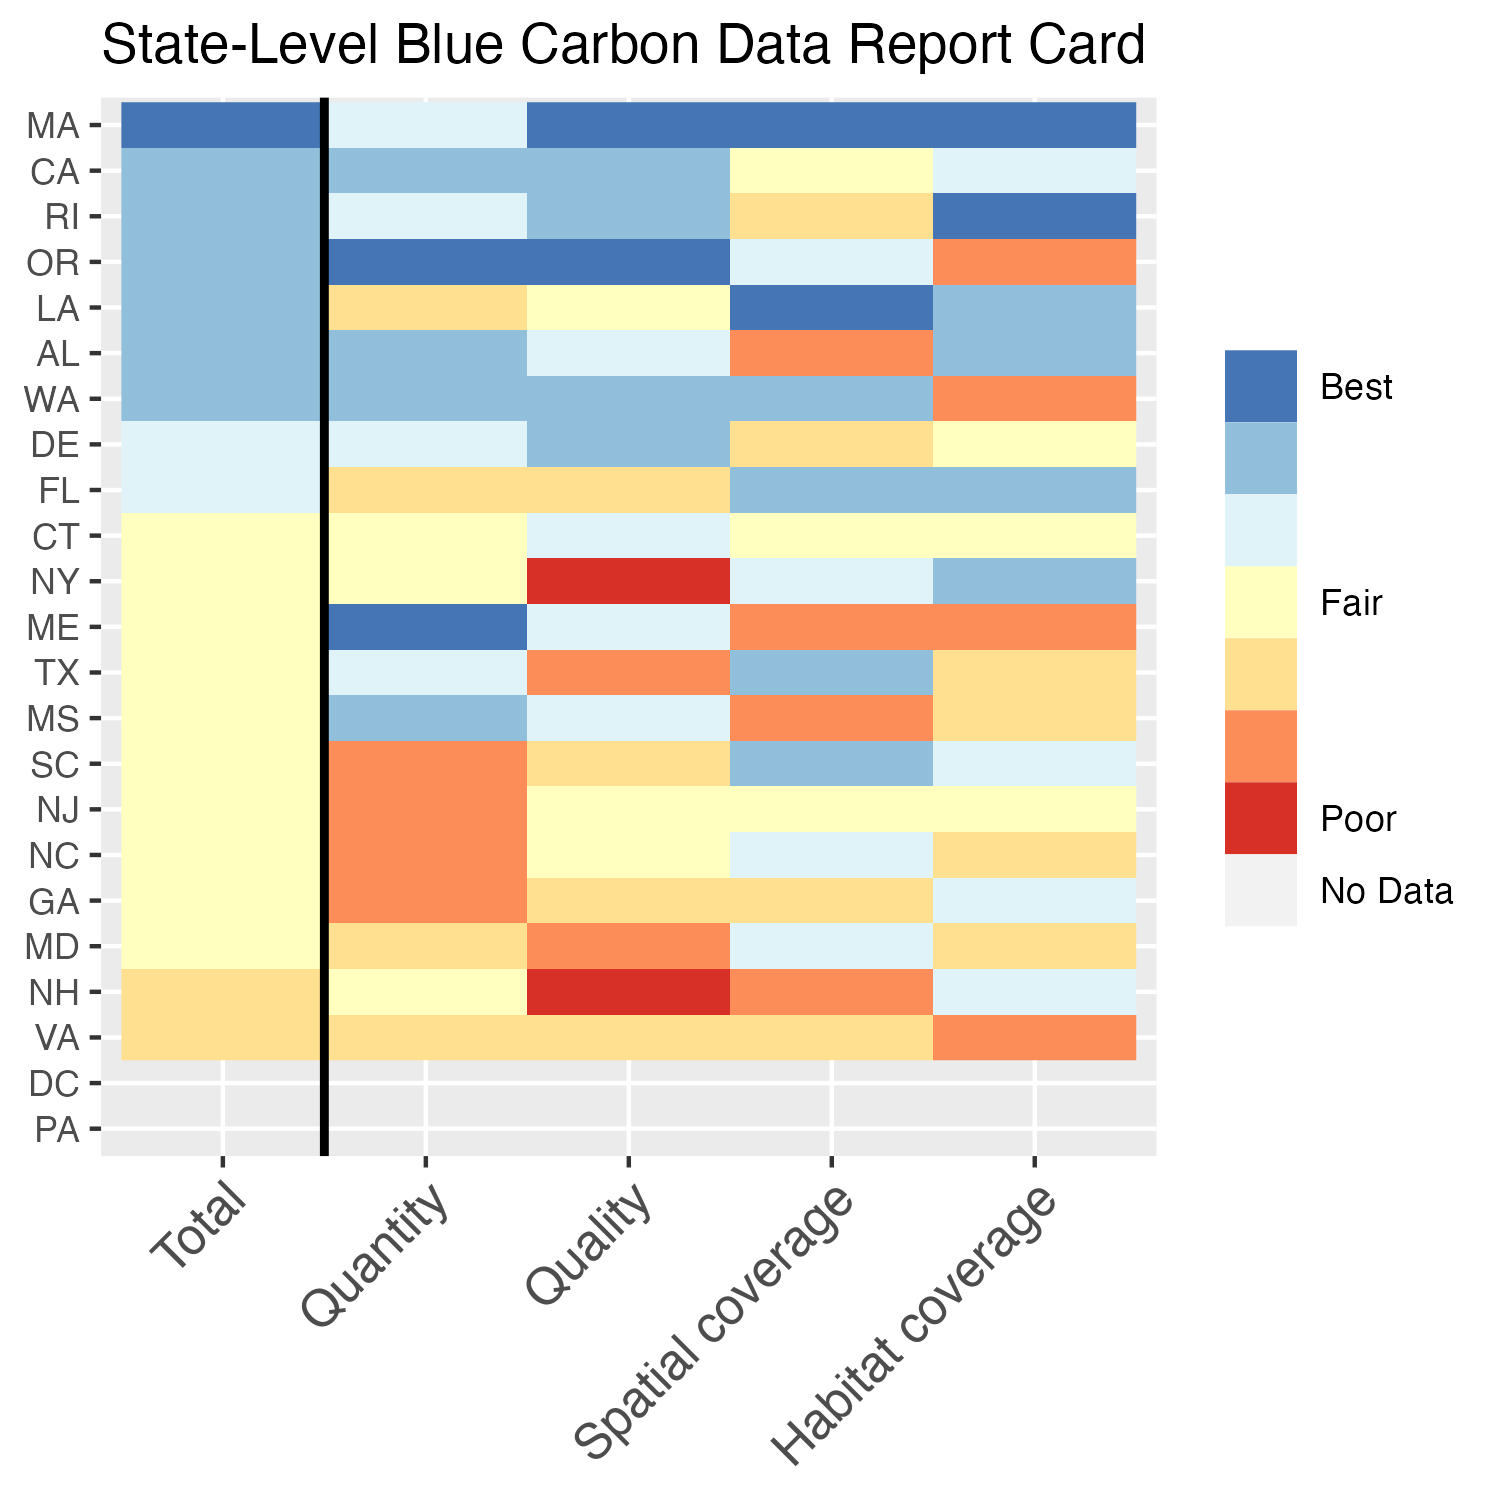 State-Level Blue Carbon Data Report Card
MA
CA
RI
OR
LA
AL
WA
DE
FL
CT
NY
ME
TX
MS
SC
NJ
NC
GA
MD
NH
VA
DC
PA
Total
Quantity
Quality
Spatial coverage
Habitat coverage
Best
Fair
Poor
No Data